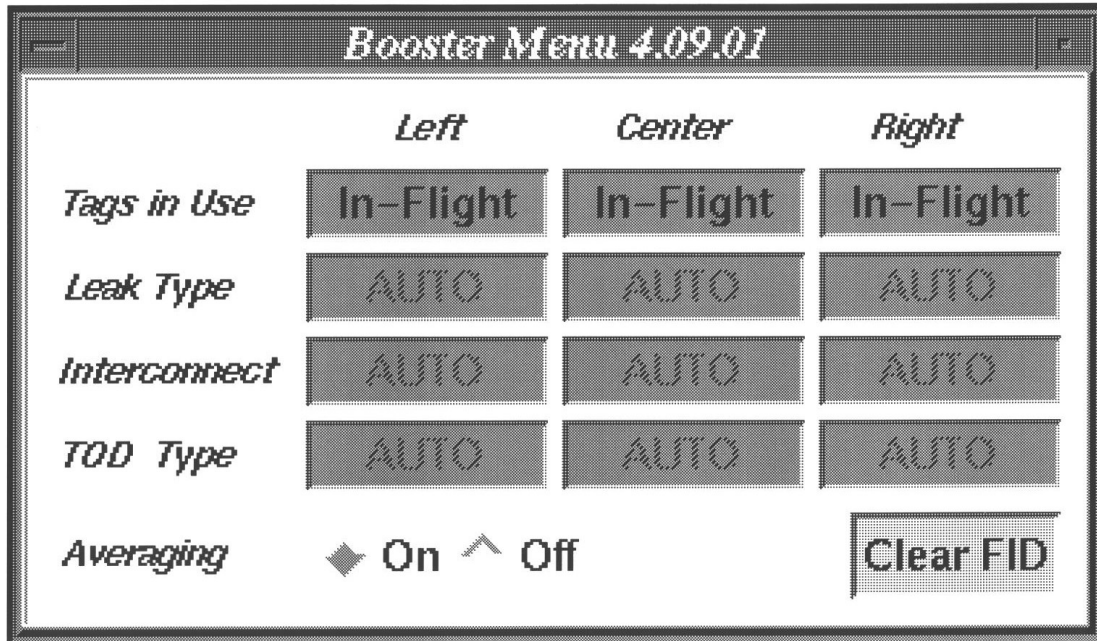 Booster Menu 4.09.01
Left Center Right
Tags in Use In-Flight In-Flight In-Flight
Leak Type AUTO AUTO AUTO
Interconnect AUTO AUTO AUTO
TOD Type AUTO AUTO AUTO
Averaging On Off Clear FID